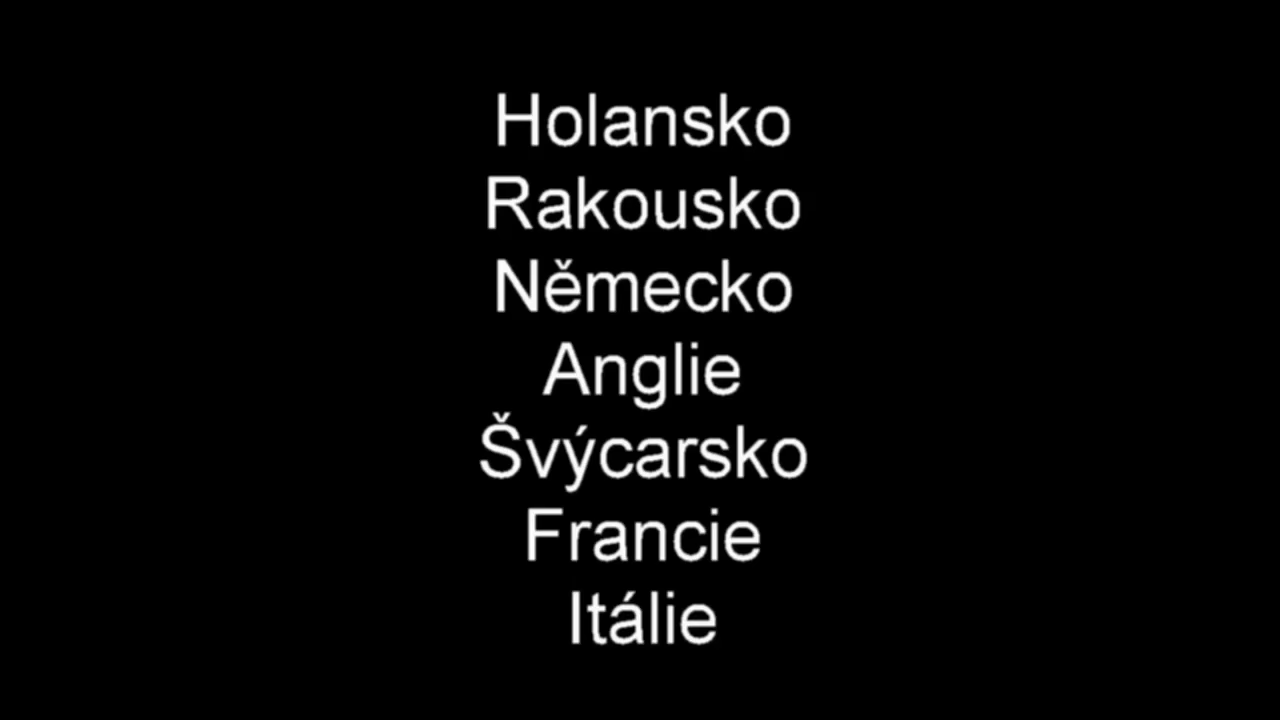 Holansko
Rakousko
Německo
Anglie
Švýcarsko
Francie
Itálie